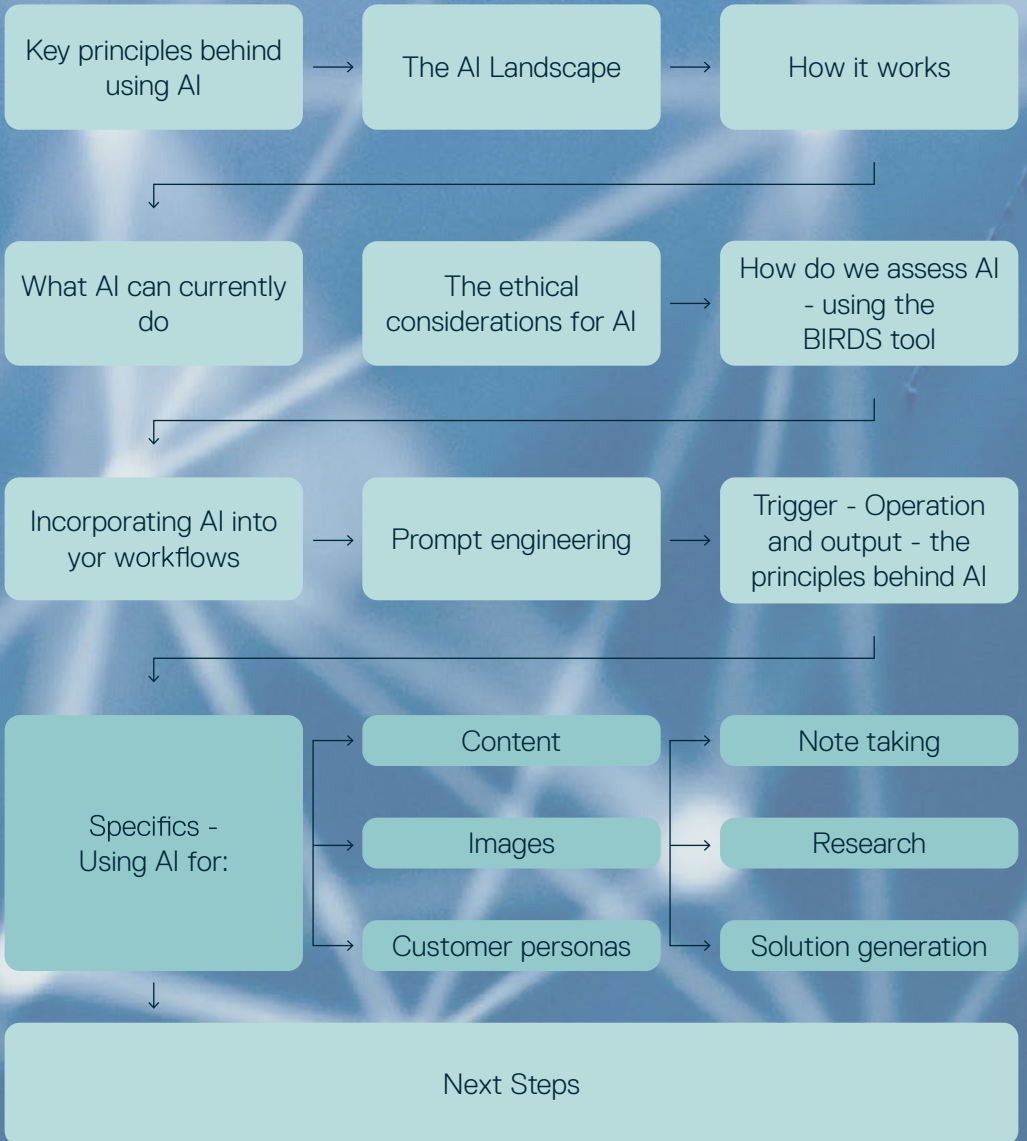 Key principles behind
using AI
The AI Landscape
How it works
What AI can currently
do
The ethical
considerations for AI
How do we assess AI
- using the
BIRDS tool
Incorporating AI into
yor workflows
Prompt engineering
Trigger - Operation
and output - the
principles behind AI
Specifics -
Using AI for:
Content
Note taking
Images
Research
Customer personas
Solution generation
Next Steps